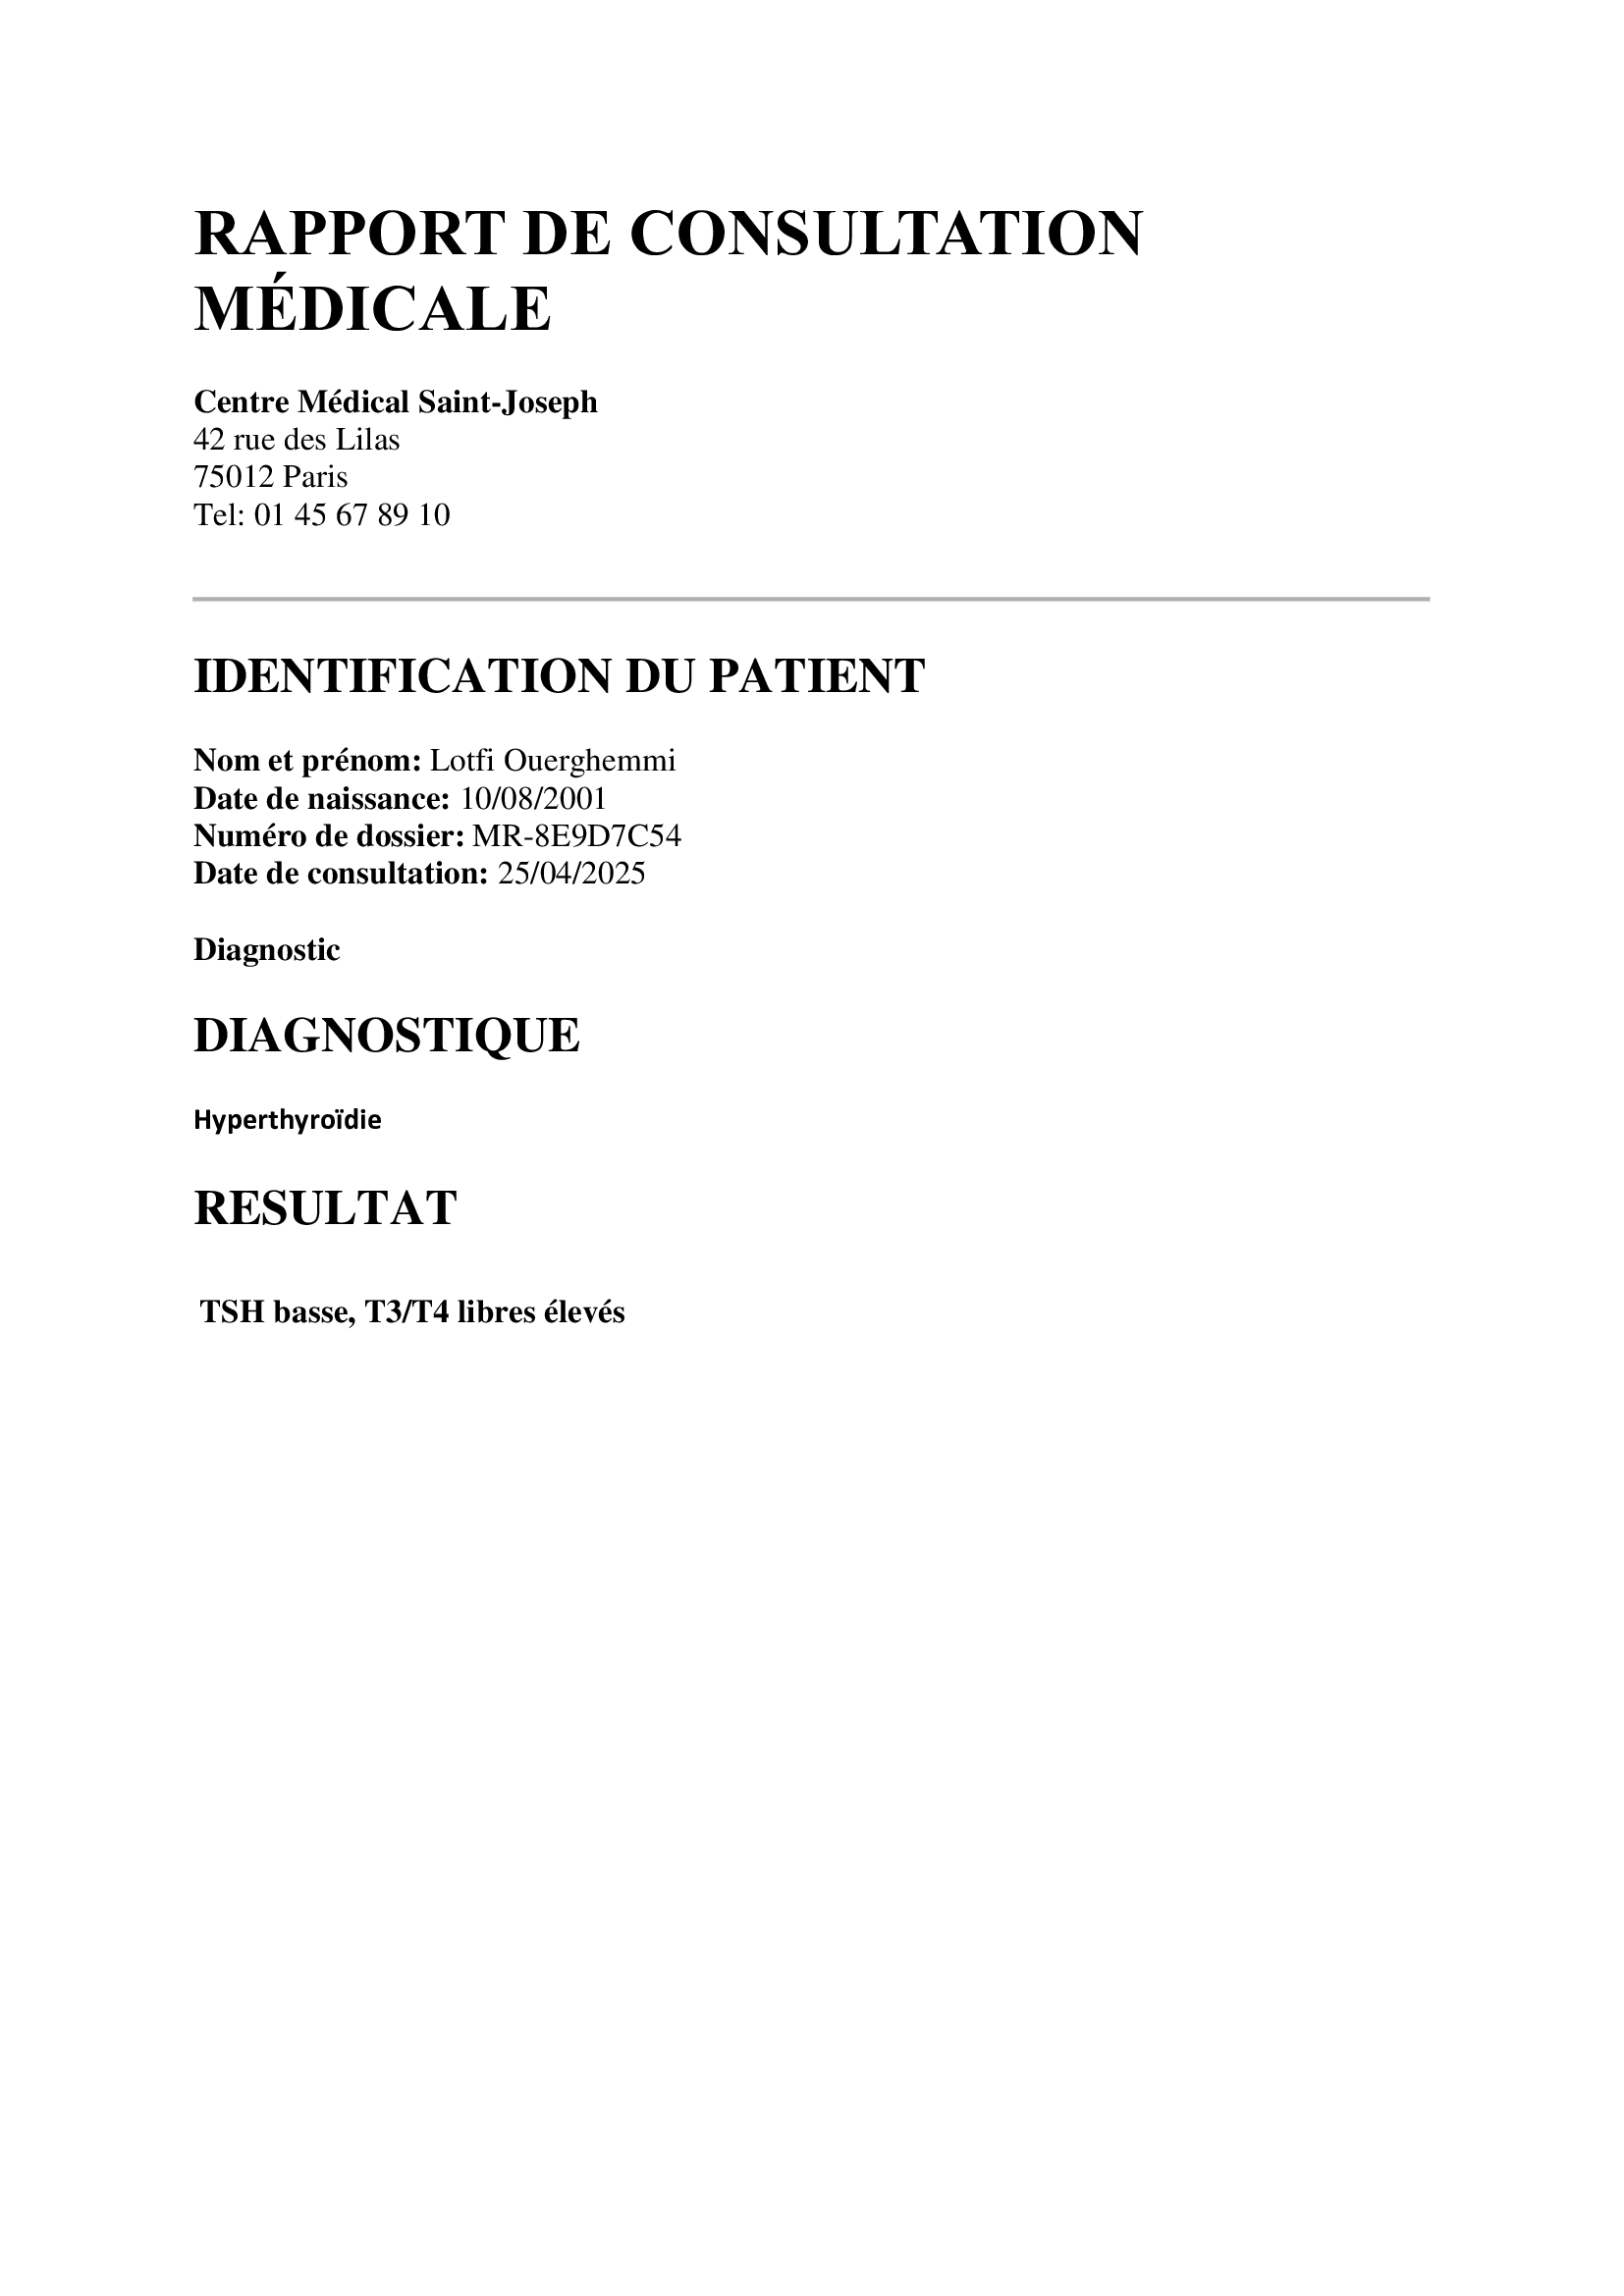 RAPPORT DE CONSULTATION
MÉDICALE
Centre Médical Saint-Joseph
42 rue des Lilas
75012 Paris
Tel: 01 45 67 89 10
IDENTIFICATION DU PATIENT
Nom et prénom: Lotfi Ouerghemmi
Date de naissance: 10/08/2001
Numéro de dossier: MR-8E9D7C54
Date de consultation: 25/04/2025
Diagnostic
DIAGNOSTIQUE
Hyperthyroïdie
RESULTAT
TSH basse, T3/T4 libres élevés